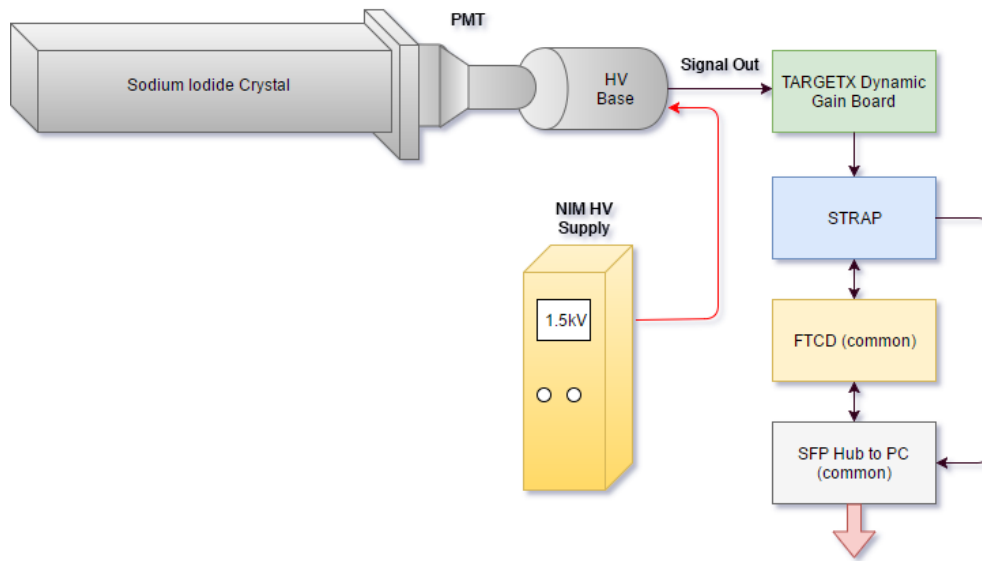 PMT
Sodium Iodide Crystal
HV
Base
Signal Out
TARGETX Dynamic
Gain Board
STRAP
NIM HV
Supply
1.5kV
FTCD (common)
SFP Hub to PC
(common)